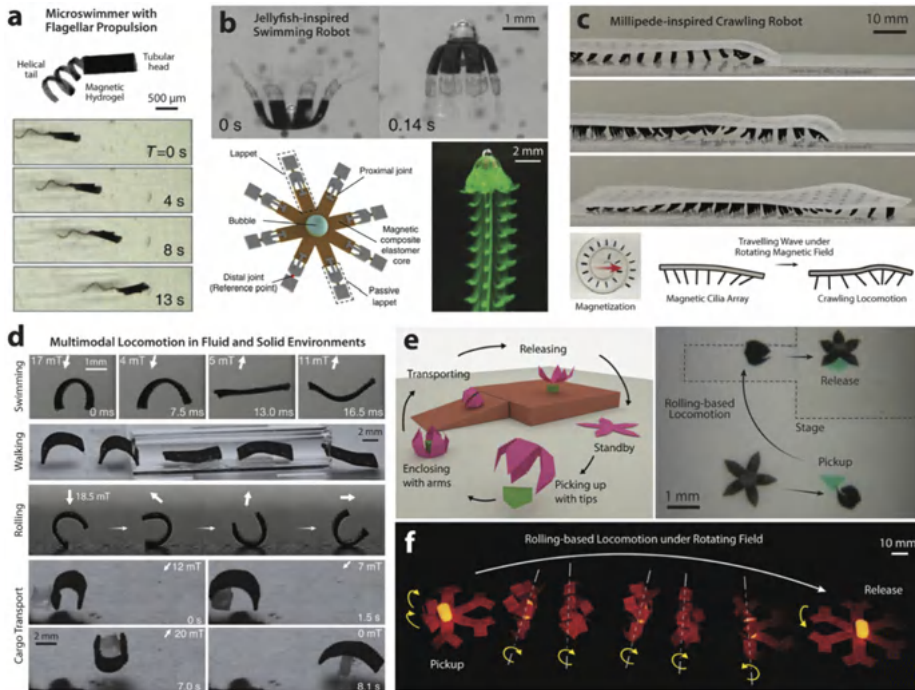 a
Microswimmer with
Flagellar Propulsion
Helical
tail
Tubular
head
Magnetic
Hydrogel
500 μm
T=0 s
4 s
8 s
13 s
b
Jellyfish-inspired
Swimming Robot
1 mm
0 s
0.14 s
2 mm
Lappet
Proximal joint
Bubble
Magnetic
composite
elastomer
core
Distal joint
(Reference point)
Passive
lappet
c
Millipede-inspired Crawling Robot
10 mm
Travelling Wave under
Rotating Magnetic Field
Magnetization
Magnetic Cilia Array
Crawling Locomotion
d
Multimodal Locomotion in Fluid and Solid Environments
Swimming
17 mT
1mm
0 ms
4 mT
7.5 ms
5 mT
13.0 ms
11 mT
16.5 ms
Walking
2 mm
Rolling
18.5 mT
Cargo Transport
12 mT
0 s
7 mT
1.5 s
2 mm
20 mT
7.0 s
0 mT
8.1 s
e
Releasing
Transporting
Standby
Enclosing
with arms
Picking up
with tips
Rolling-based
Locomotion
Release
Stage
Pickup
1 mm
f
Rolling-based Locomotion under Rotating Field
10 mm
Release
Pickup